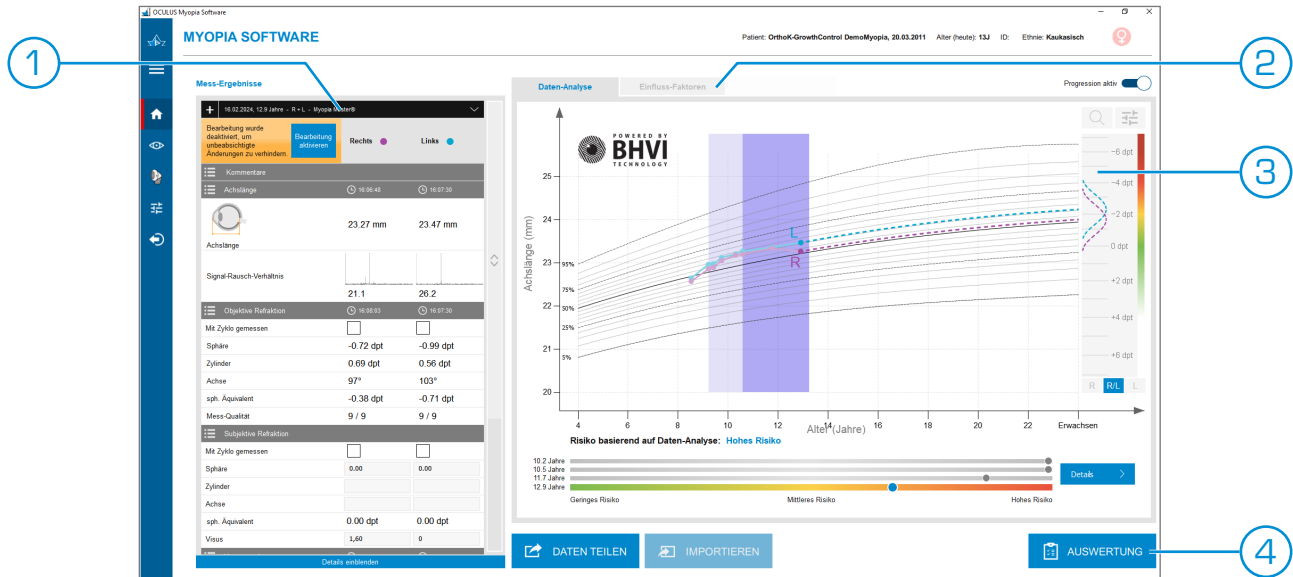 OCULUS Myopia Software
MYOPIA SOFTWARE
Patient: OrthoK-GrowthControl DemoMyopia, 20.03.2011 Alter (heute): 13J ID: Ethnie: Kaukasisch
1
2
3
4
Mess-Ergebnisse
16.02.2024, 12.9 Jahre - R + L - Myopia Master®
Bearbeitung wurde
deaktiviert, um
unbeabsichtigte
Änderungen zu verhindern.
Bearbeitung
aktivieren
Rechts Links
Kommentare
Achslänge 16:06:40 16:07:30
23.27 mm 23.47 mm
Achslänge
Signal-Rausch-Verhältnis
21.1 26.2
Objektive Refraktion 16:08:03 16:07:30
Mit Zyklo gemessen
Sphäre -0.72 dpt -0.99 dpt
Zylinder 0.69 dpt 0.56 dpt
Achse 97° 103°
sph. Äquivalent -0.38 dpt -0.71 dpt
Mess-Qualität 9 / 9 9 / 9
Subjektive Refraktion
Mit Zyklo gemessen
Sphäre 0.00 0.00
Zylinder
Achse
sph. Äquivalent 0.00 dpt 0.00 dpt
Visus 1,60 0
Details einblenden
Daten-Analyse Einfluss-Faktoren
Progression aktiv
POWERED BY
BHVI
TECHNOLOGY
Achslänge (mm)
25
24
23
22
21
20
95%
75%
50%
25%
5%
L
R
−6 dpt
−4 dpt
−2 dpt
0 dpt
+2 dpt
+4 dpt
+6 dpt
R R/L L
4 6 8 10 12 14 16 18 20 22 Erwachsen
Alter (Jahre)
Risiko basierend auf Daten-Analyse: Hohes Risiko
10.2 Jahre
10.5 Jahre
11.7 Jahre
12.9 Jahre
Geringes Risiko Mittleres Risiko Hohes Risiko
Details
DATEN TEILEN
IMPORTIEREN
AUSWERTUNG